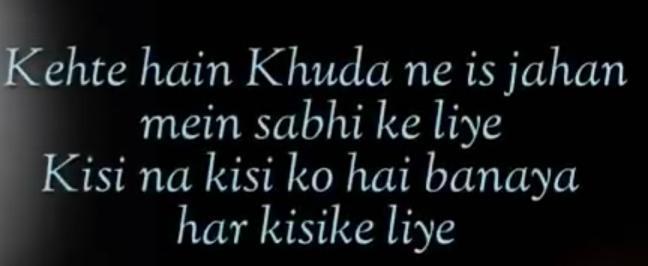 Kehte hain Khuda ne is jahan
mein sabhi ke liye
Kisi na kisi ko hai banaya
har kisike liye